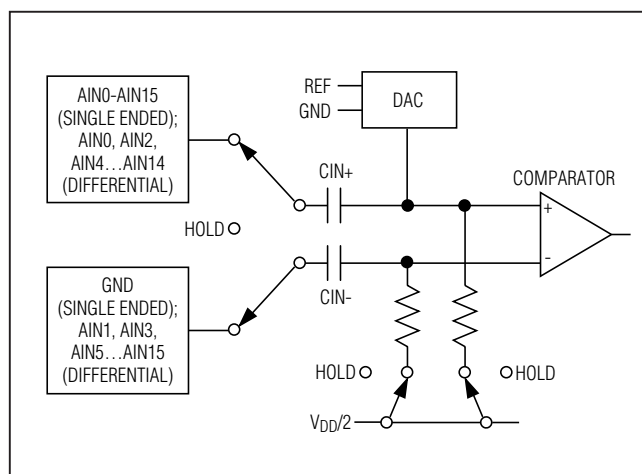 AIN0-AIN15
(SINGLE ENDED);
AIN0, AIN2,
AIN4…AIN14
(DIFFERENTIAL)
REF
GND
DAC
CIN+
COMPARATOR
+
-
HOLD
GND
(SINGLE ENDED);
AIN1, AIN3,
AIN5…AIN15
(DIFFERENTIAL)
CIN-
HOLD
HOLD
VDD/2